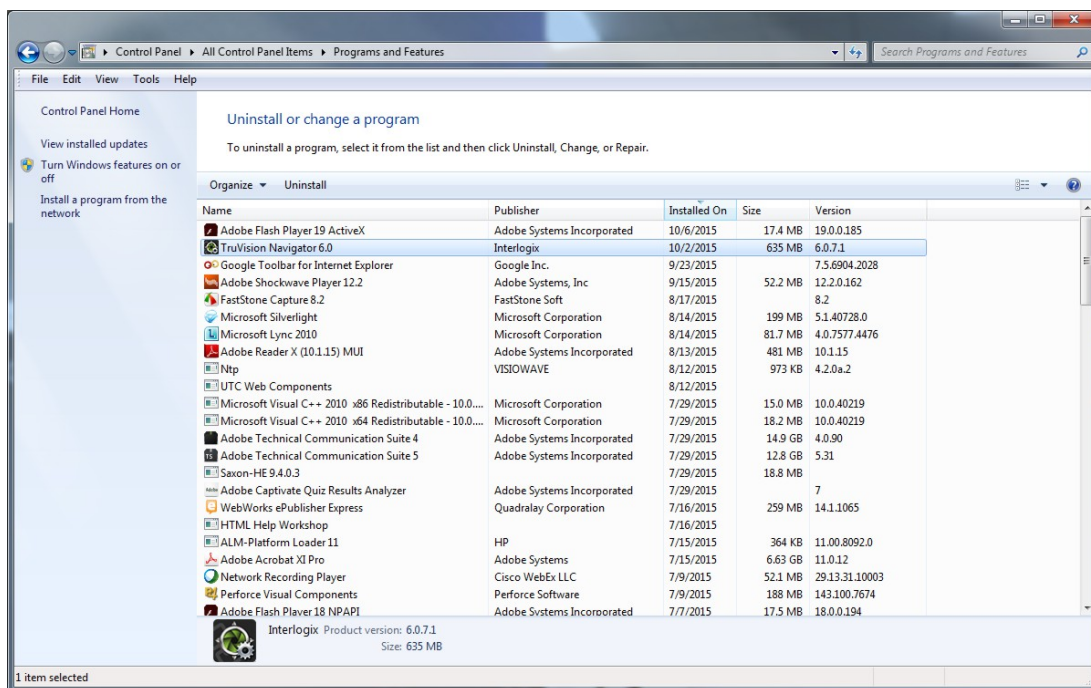 Control Panel ▸ All Control Panel Items ▸ Programs and Features
Search Programs and Features
File Edit View Tools Help
Control Panel Home
View installed updates
Turn Windows features on or
off
Install a program from the
network
Uninstall or change a program
To uninstall a program, select it from the list and then click Uninstall, Change, or Repair.
Organize Uninstall
Name Publisher Installed On Size Version
Adobe Flash Player 19 ActiveX Adobe Systems Incorporated 10/6/2015 17.4 MB 19.0.0.185
TruVision Navigator 6.0 Interlogix 10/2/2015 635 MB 6.0.7.1
Google Toolbar for Internet Explorer Google Inc. 9/23/2015 7.5.6904.2028
Adobe Shockwave Player 12.2 Adobe Systems, Inc 9/15/2015 52.2 MB 12.2.0.162
FastStone Capture 8.2 FastStone Soft 8/17/2015 8.2
Microsoft Silverlight Microsoft Corporation 8/14/2015 199 MB 5.1.40728.0
Microsoft Lync 2010 Microsoft Corporation 8/14/2015 81.7 MB 4.0.7577.4476
Adobe Reader X (10.1.15) MUI Adobe Systems Incorporated 8/13/2015 481 MB 10.1.15
Ntp VISIOWAVE 8/12/2015 973 KB 4.2.0a.2
UTC Web Components 8/12/2015
Microsoft Visual C++ 2010 x86 Redistributable - 10.0.... Microsoft Corporation 7/29/2015 15.0 MB 10.0.40219
Microsoft Visual C++ 2010 x64 Redistributable - 10.0.... Microsoft Corporation 7/29/2015 18.2 MB 10.0.40219
Adobe Technical Communication Suite 4 Adobe Systems Incorporated 7/29/2015 14.9 GB 4.0.90
Adobe Technical Communication Suite 5 Adobe Systems Incorporated 7/29/2015 12.8 GB 5.31
Saxon-HE 9.4.0.3 7/29/2015 18.8 MB
Adobe Captivate Quiz Results Analyzer Adobe Systems Incorporated 7/29/2015 7
WebWorks ePublisher Express Quadralay Corporation 7/16/2015 259 MB 14.1.1065
HTML Help Workshop 7/16/2015
ALM-Platform Loader 11 HP 7/15/2015 364 KB 11.00.8092.0
Adobe Acrobat XI Pro Adobe Systems 7/15/2015 6.63 GB 11.0.12
Network Recording Player Cisco WebEx LLC 7/9/2015 52.1 MB 29.13.31.10003
Perforce Visual Components Perforce Software 7/9/2015 188 MB 143.100.7674
Adobe Flash Player 18 NPAPI Adobe Systems Incorporated 7/7/2015 17.5 MB 18.0.0.194
Interlogix Product version: 6.0.7.1
Size: 635 MB
1 item selected